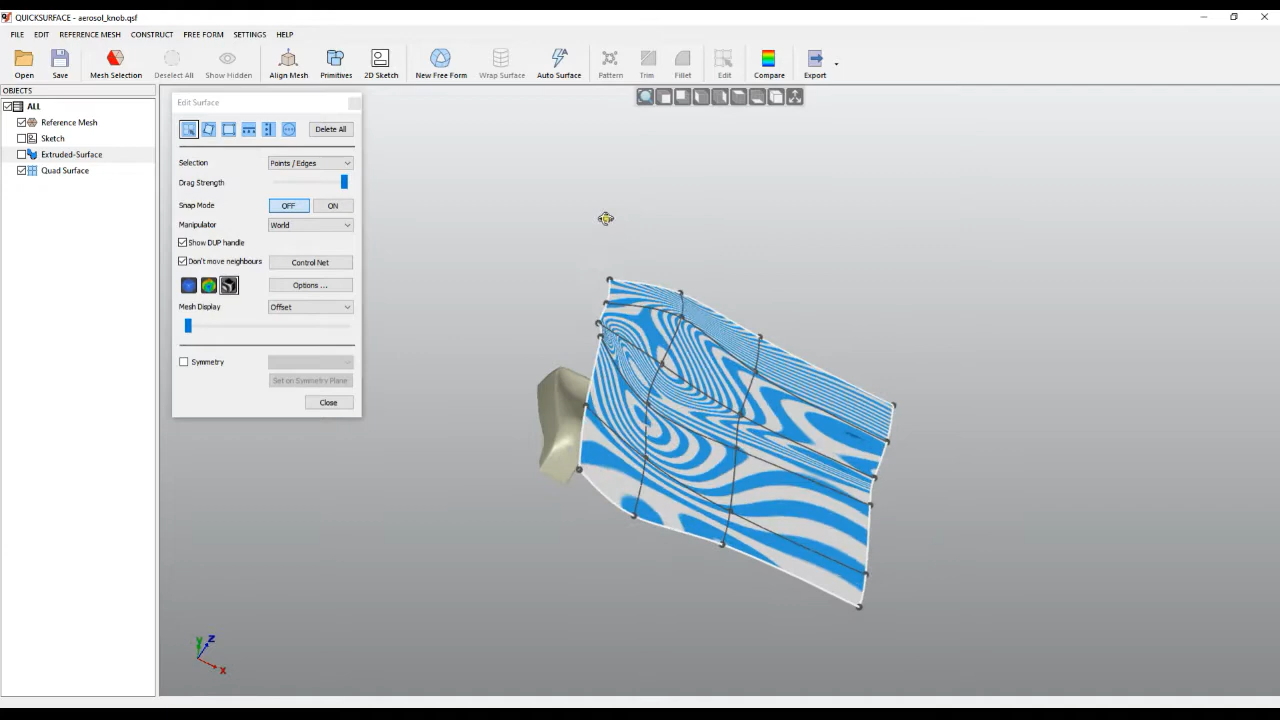 QUICKSURFACE - aerosol_knob.qsf
FILE EDIT REFERENCE MESH CONSTRUCT FREE FORM SETTINGS HELP
Open Save Mesh Selection Deselect All Show Hidden Align Mesh Primitives 2D Sketch New Free Form Wrap Surface Auto Surface Pattern Trim Fillet Edit Compare Export
OBJECTS
ALL
Reference Mesh
Sketch
Extruded-Surface
Quad Surface
Edit Surface
Delete All
Selection Points / Edges
Drag Strength
Snap Mode OFF ON
Manipulator World
Show DUP handle
Don't move neighbours Control Net
Options ...
Mesh Display Offset
Symmetry
Set on Symmetry Plane
Close
Y Z
X